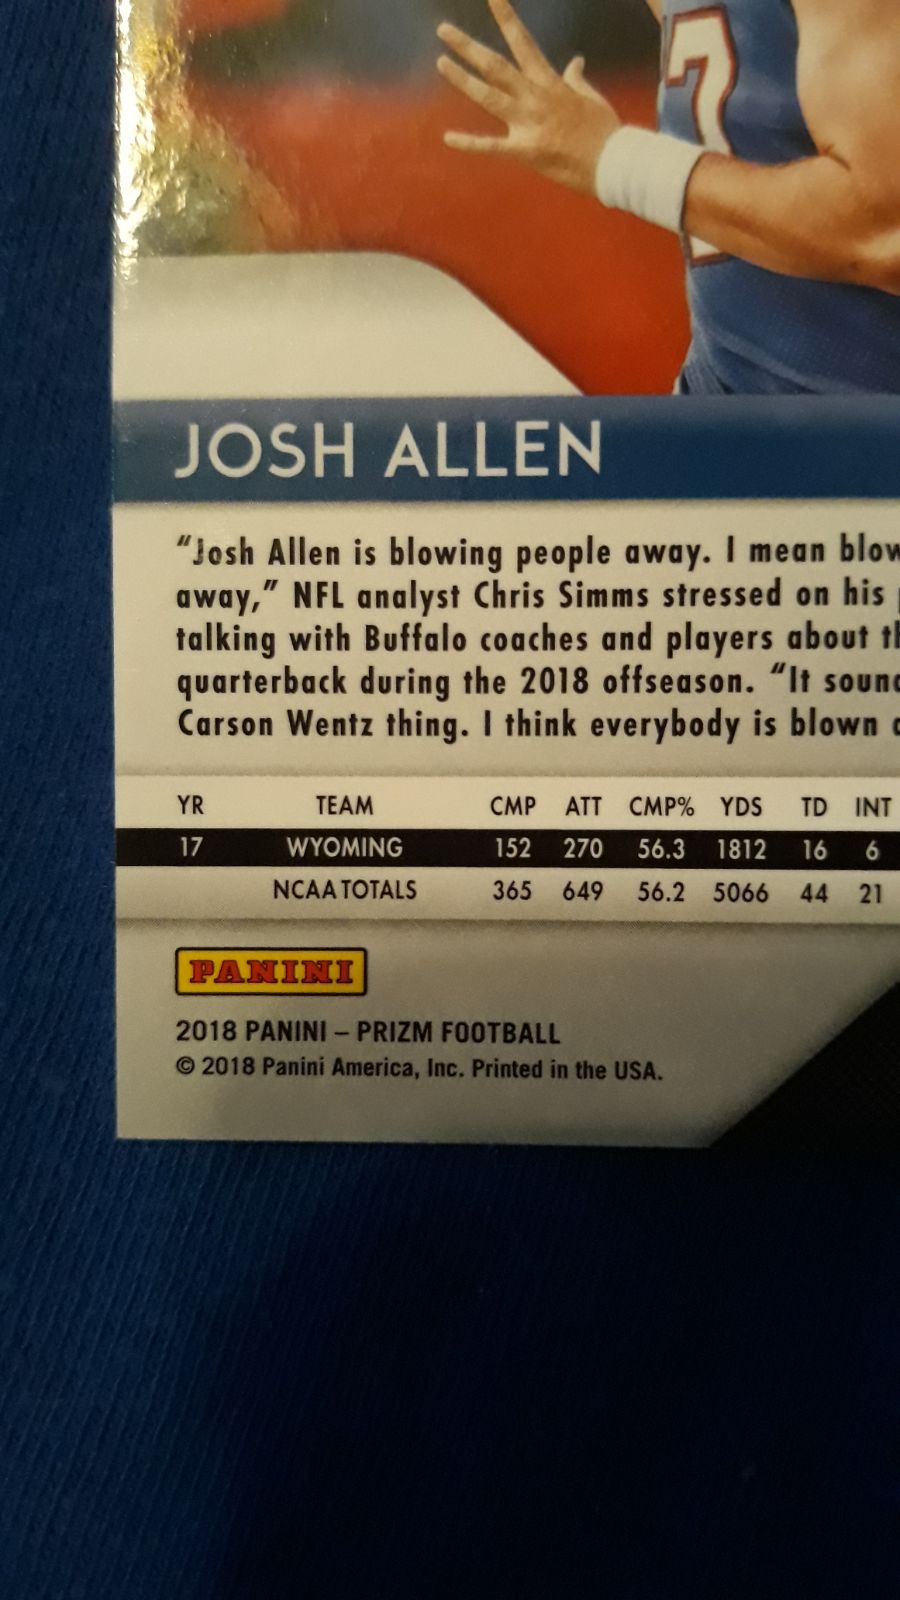 7
JOSH ALLEN
“Josh Allen is blowing people away. I mean blow
away,” NFL analyst Chris Simms stressed on his
talking with Buffalo coaches and players about
quarterback during the 2018 offseason. “It
Carson Wentz thing. I think everybody is blown
YR TEAM CMP ATT CMP% YDS TD INT
17 WYOMING 152 270 56.3 1812 16 6
NCAA TOTALS 365 649 56.2 5066 44 21
PANINI
2018 PANINI – PRIZM FOOTBALL
© 2018 Panini America, Inc. Printed in the USA.